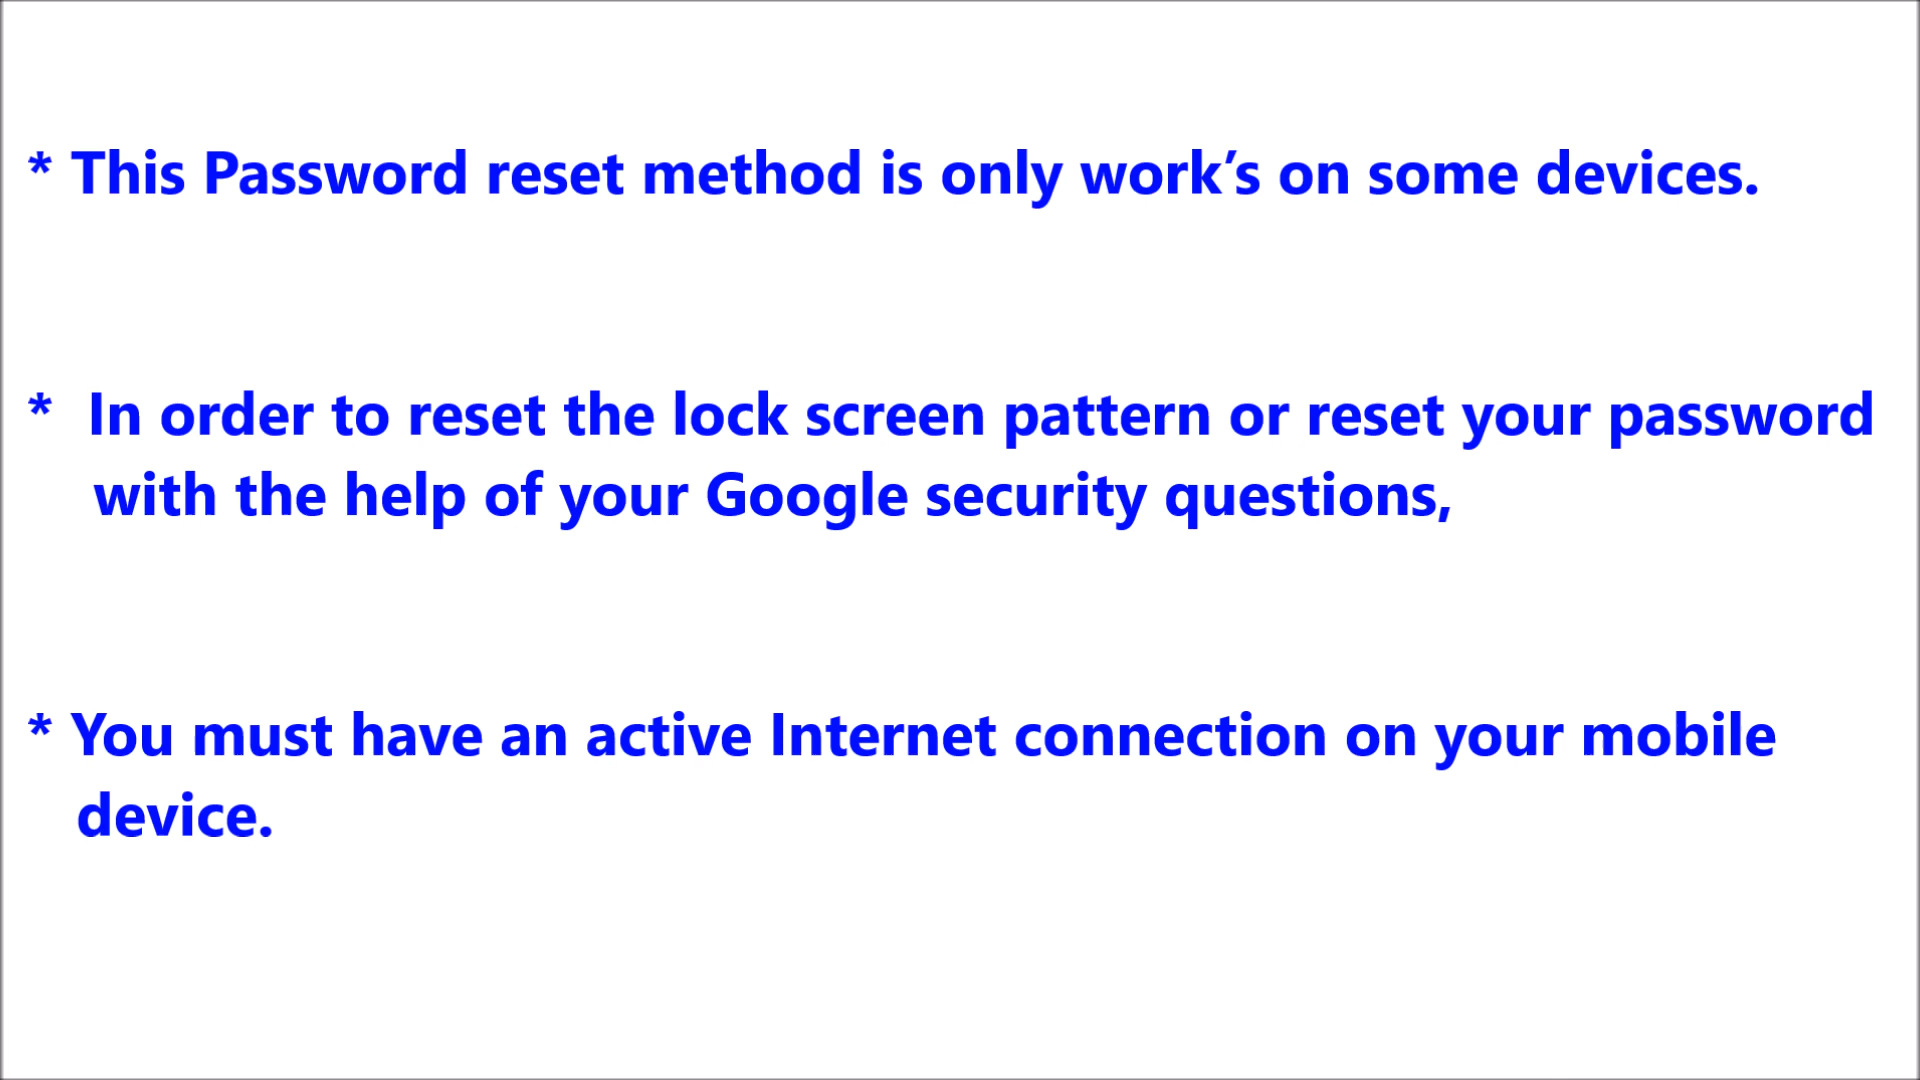 * This Password reset method is only work’s on some devices.
* In order to reset the lock screen pattern or reset your password
with the help of your Google security questions,
* You must have an active Internet connection on your mobile
device.